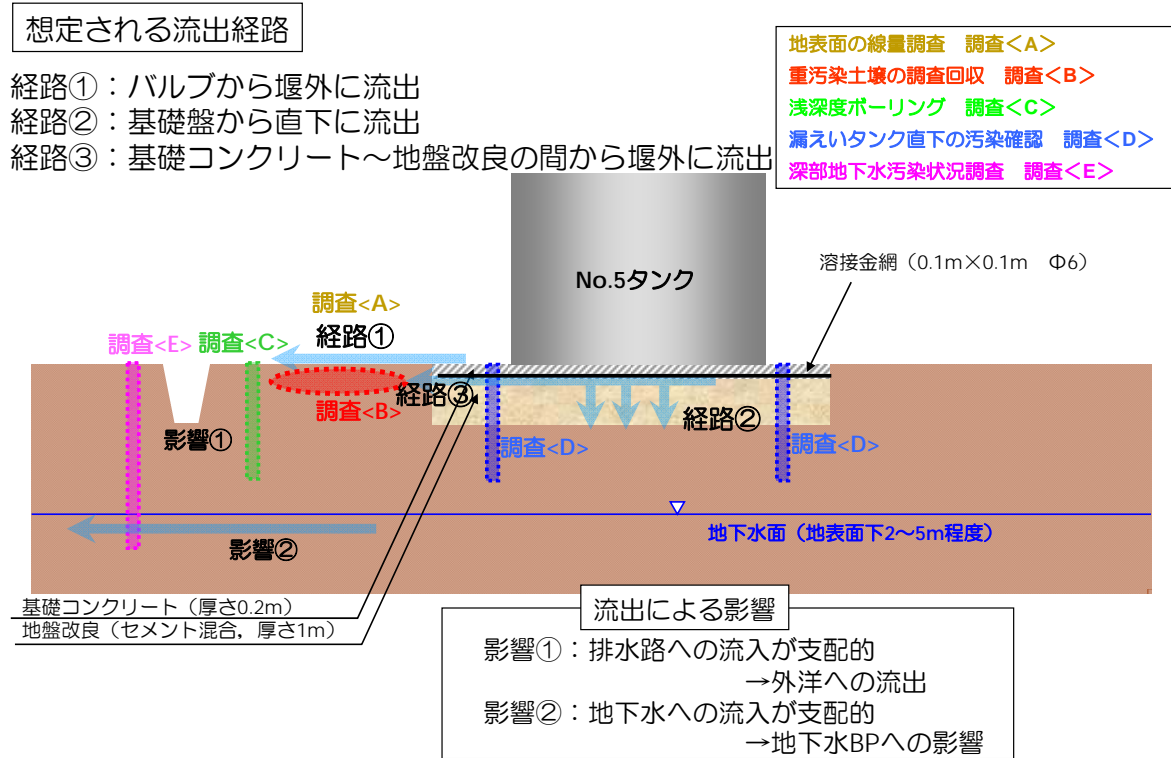 想定される流出経路
経路①：バルブから堰外に流出
経路②：基礎盤から直下に流出
経路③：基礎コンクリート～地盤改良の間から堰外に流出
地表面の線量調査　調査＜A＞
重汚染土壌の調査回収　調査＜B＞
浅深度ボーリング　調査＜C＞
漏えいタンク直下の汚染確認　調査＜D＞
深部地下水汚染状況調査　調査＜E＞
No.5タンク
溶接金網（0.1m×0.1m　Φ6）
調査<A>
経路①
調査<E>
調査<C>
経路③
調査<B>
経路②
影響①
調査<D>
調査<D>
地下水面（地表面下2～5m程度）
影響②
基礎コンクリート（厚さ0.2m）
地盤改良（セメント混合，厚さ1m）
流出による影響
影響①：排水路への流入が支配的
→外洋への流出
影響②：地下水への流入が支配的
→地下水BPへの影響